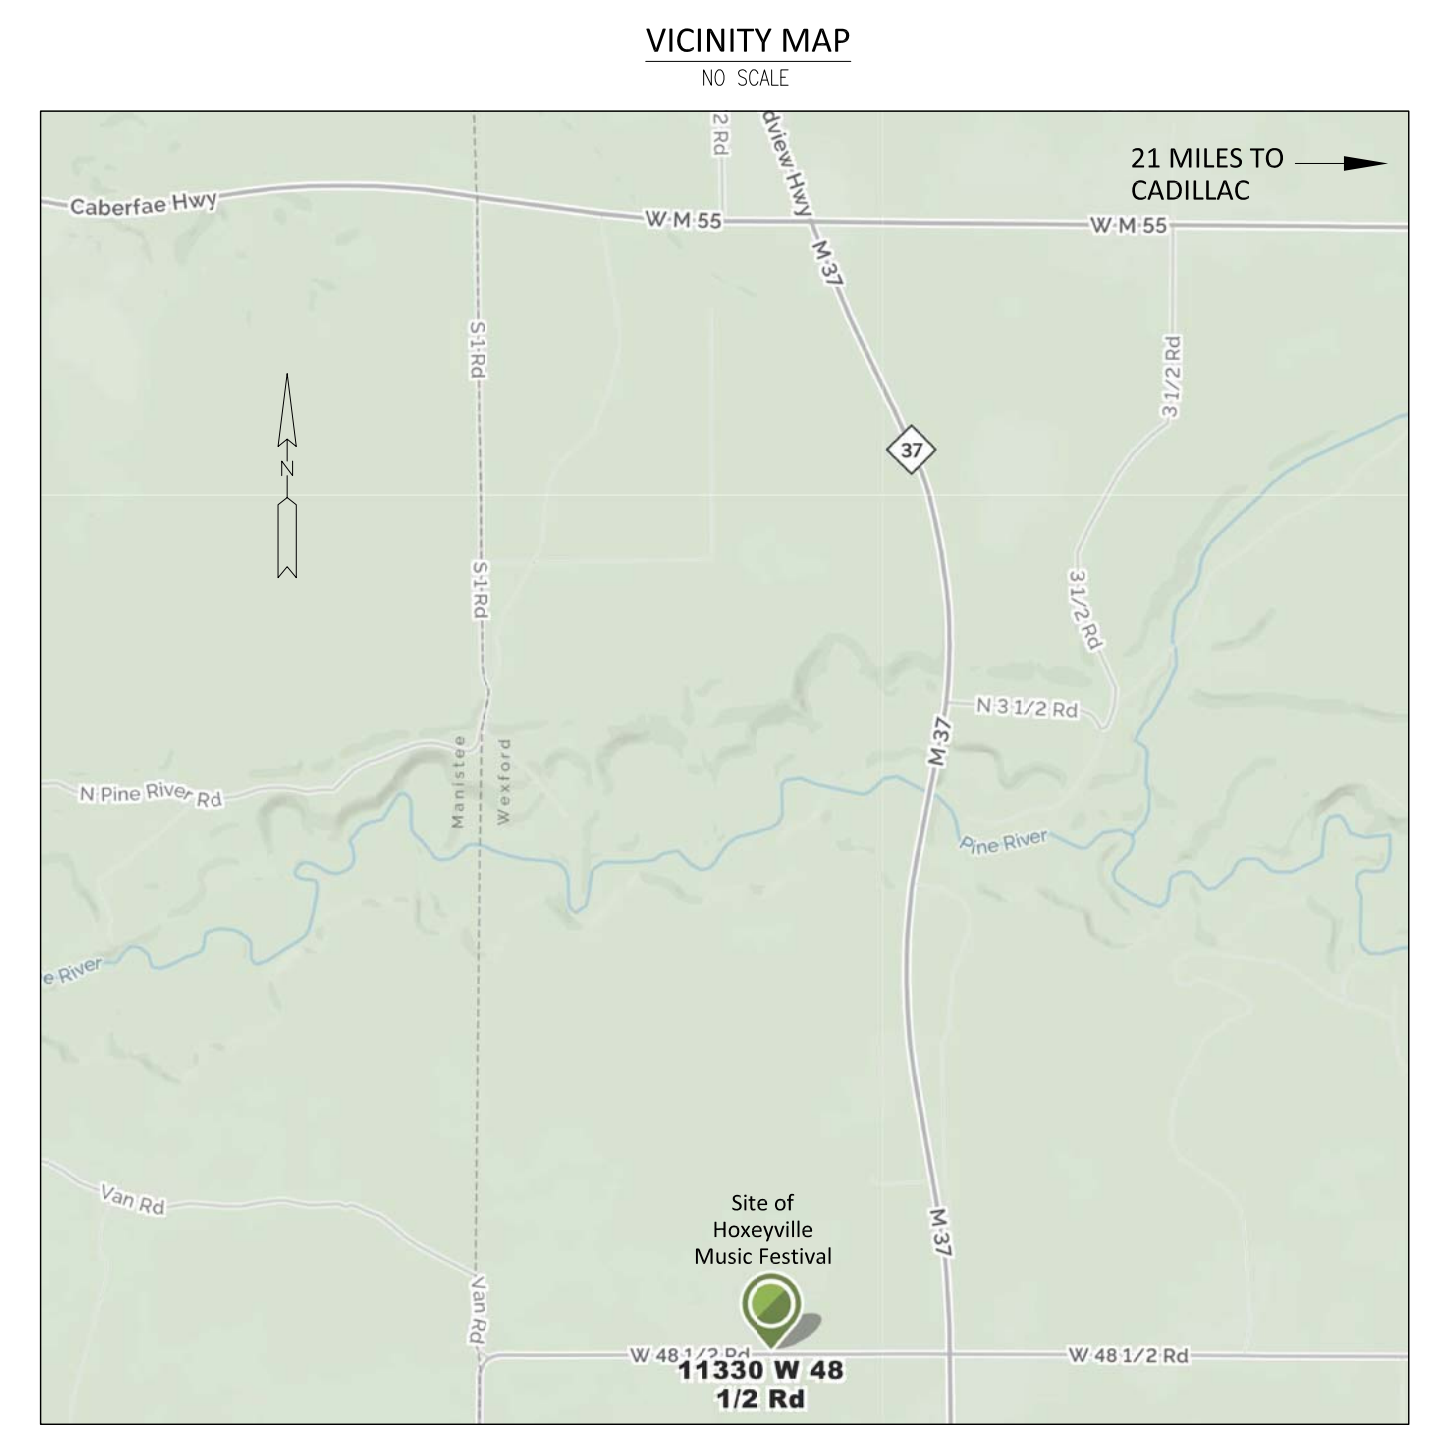 VICINITY MAP
NO SCALE
2 Rd
dview Hwy
21 MILES TO
CADILLAC
Caberfae Hwy
W M 55
W M 55
M 37
S 1 Rd
3 1/2 Rd
37
N
S 1 Rd
3 1/2 Rd
N 3 1/2 Rd
M 37
Manistee
Wexford
N Pine River Rd
Pine River
e River
Van Rd
Site of
Hoxeyville
Music Festival
M 37
Van Rd
W 48 1/2 Rd
W 48 1/2 Rd
11330 W 48
1/2 Rd